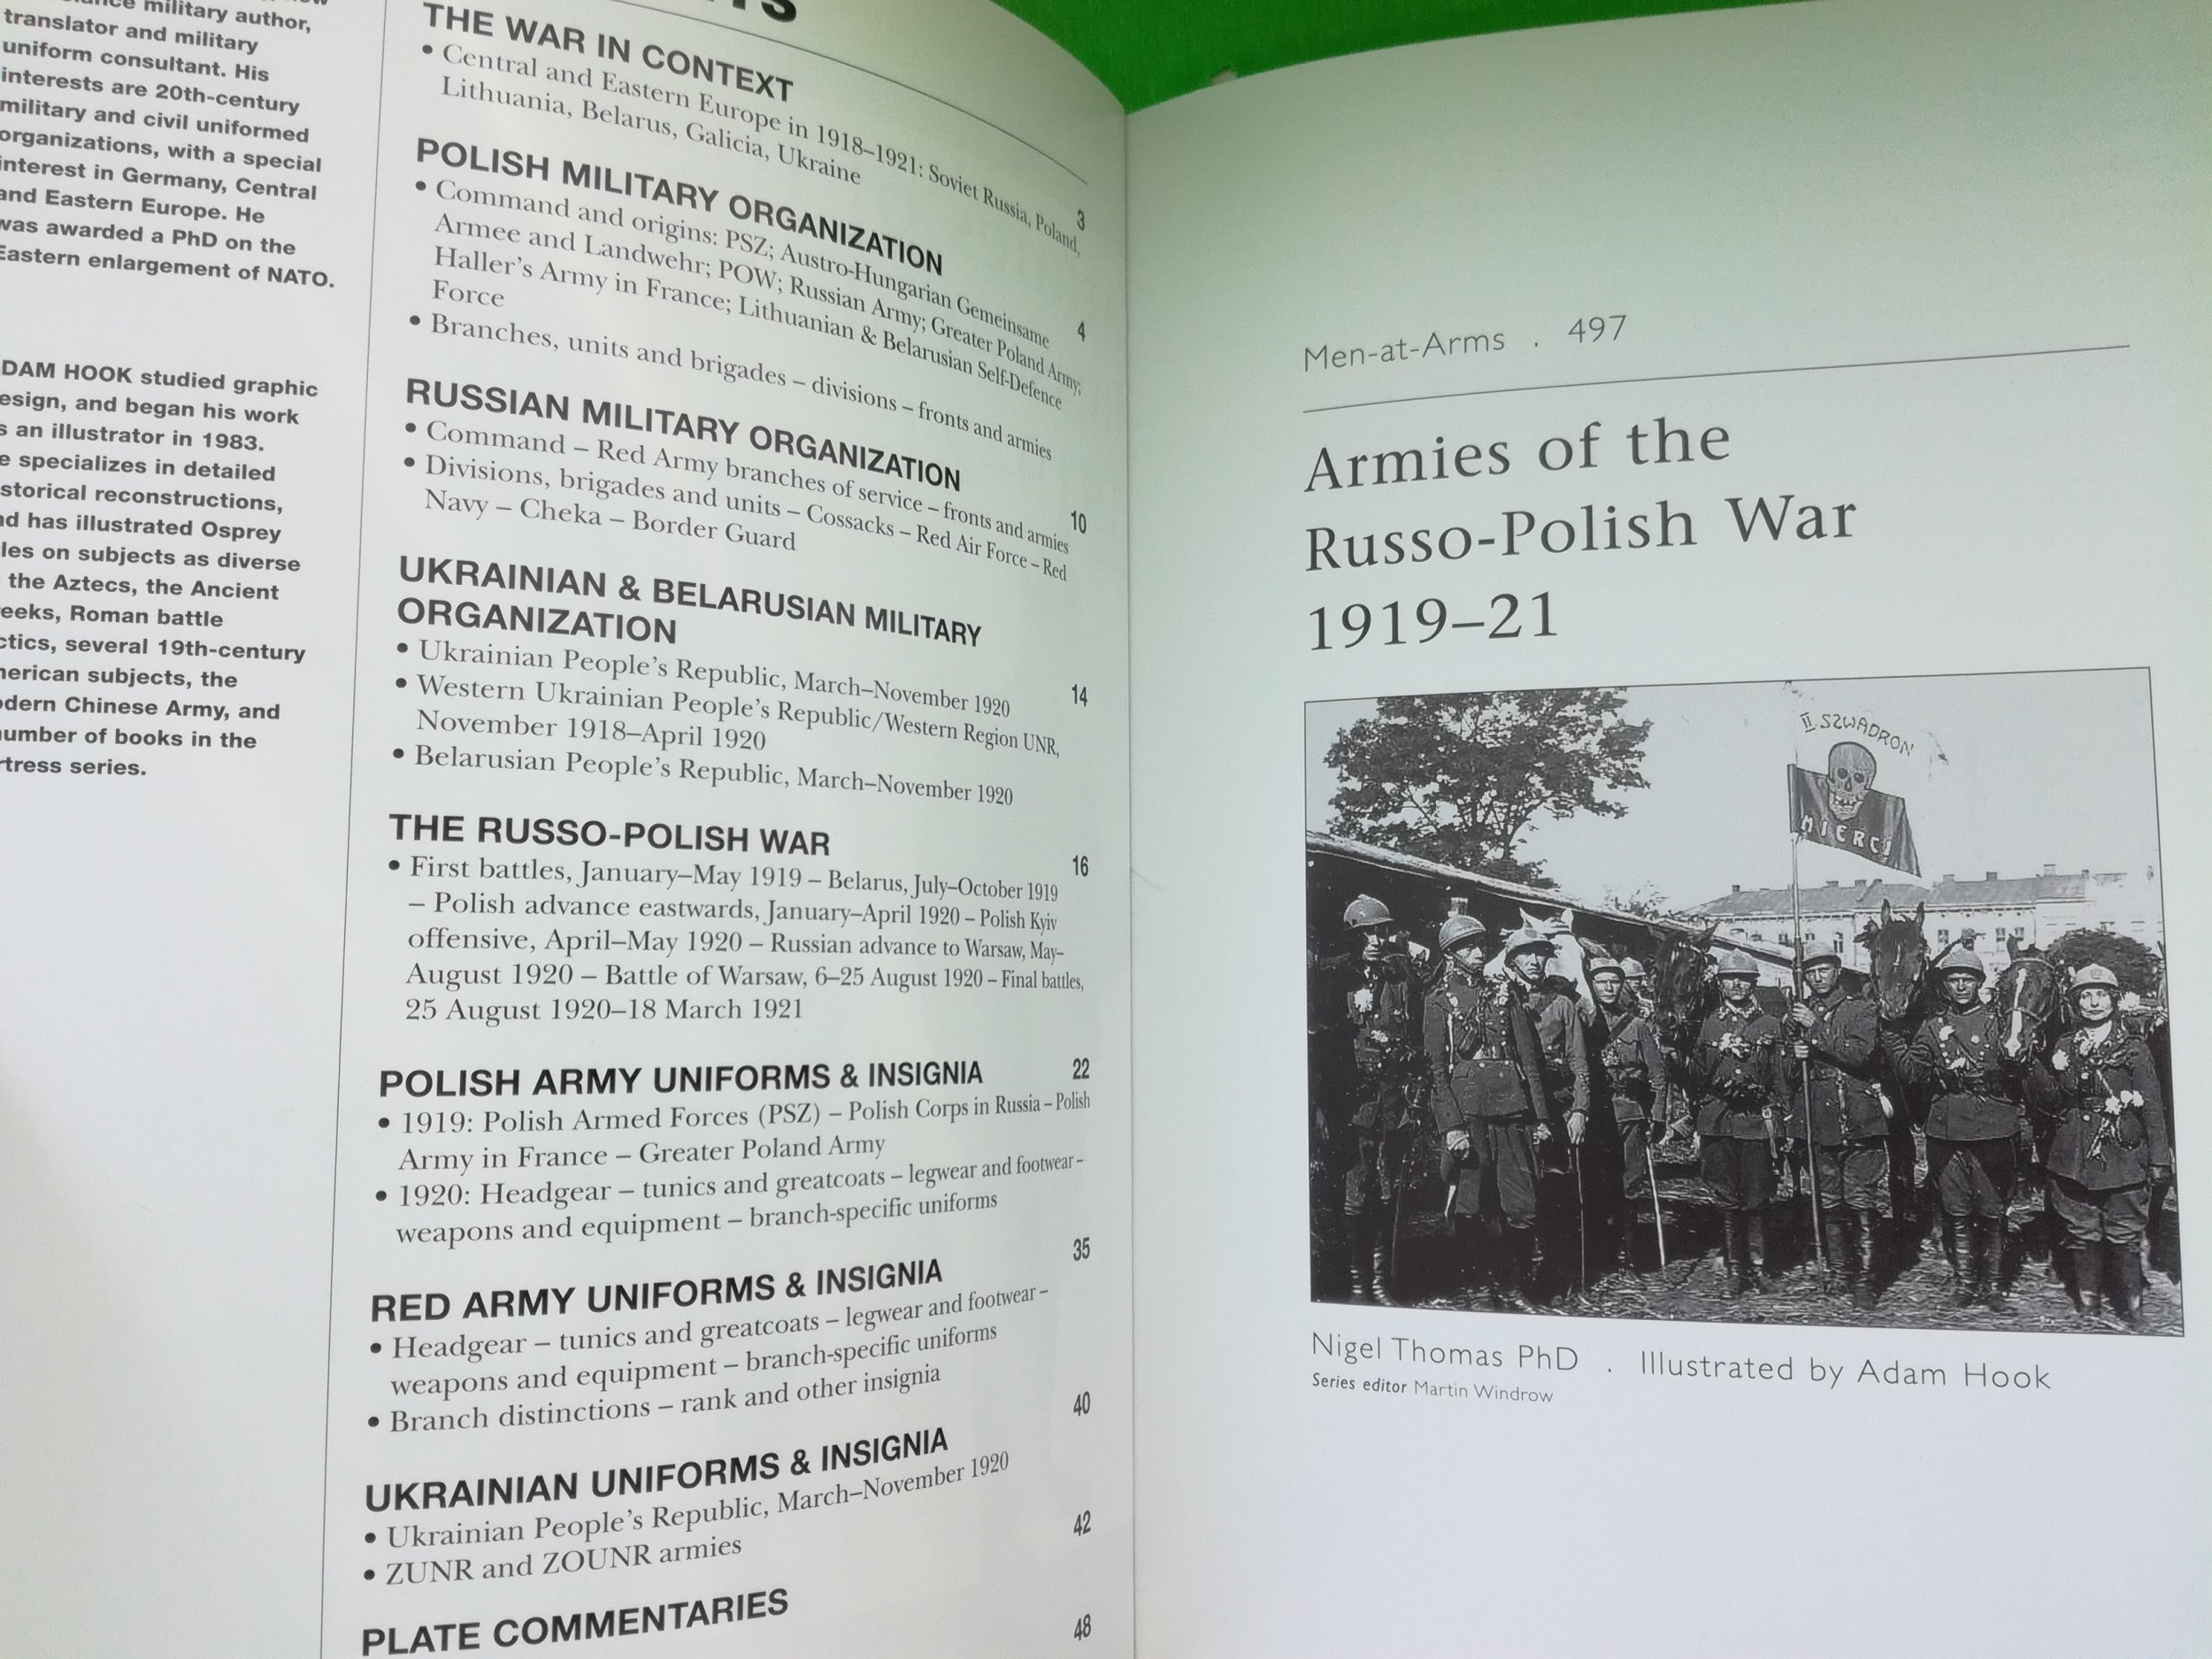 military author,
translator and military
uniform consultant. His
interests are 20th-century
military and civil uniformed
organizations, with a special
interest in Germany, Central
and Eastern Europe. He
was awarded a PhD on the
Eastern enlargement of NATO.
DAM HOOK studied graphic
esign, and began his work
s an illustrator in 1983.
e specializes in detailed
storical reconstructions,
nd has illustrated Osprey
les on subjects as diverse
the Aztecs, the Ancient
eeks, Roman battle
ctics, several 19th-century
merican subjects, the
odern Chinese Army, and
number of books in the
rtress series.
TS
THE WAR IN CONTEXT 3
• Central and Eastern Europe in 1918–1921: Soviet Russia, Poland,
Lithuania, Belarus, Galicia, Ukraine
POLISH MILITARY ORGANIZATION 4
• Command and origins: PSZ; Austro-Hungarian Gemeinsame
Armee and Landwehr; POW; Russian Army; Greater Poland Army;
Haller's Army in France; Lithuanian & Belarusian Self-Defence
Force
• Branches, units and brigades – divisions – fronts and armies
RUSSIAN MILITARY ORGANIZATION 10
• Command – Red Army branches of service – fronts and armies
• Divisions, brigades and units – Cossacks – Red Air Force – Red
Navy – Cheka – Border Guard
UKRAINIAN & BELARUSIAN MILITARY
ORGANIZATION 14
• Ukrainian People's Republic, March–November 1920
• Western Ukrainian People's Republic/Western Region UNR,
November 1918–April 1920
• Belarusian People's Republic, March–November 1920
THE RUSSO-POLISH WAR 16
• First battles, January–May 1919 – Belarus, July–October 1919
– Polish advance eastwards, January–April 1920 – Polish Kyiv
offensive, April–May 1920 – Russian advance to Warsaw, May–
August 1920 – Battle of Warsaw, 6–25 August 1920 – Final battles,
25 August 1920–18 March 1921
POLISH ARMY UNIFORMS & INSIGNIA 22
• 1919: Polish Armed Forces (PSZ) – Polish Corps in Russia – Polish
Army in France – Greater Poland Army
• 1920: Headgear – tunics and greatcoats – legwear and footwear –
weapons and equipment – branch-specific uniforms
RED ARMY UNIFORMS & INSIGNIA 35
• Headgear – tunics and greatcoats – legwear and footwear –
weapons and equipment – branch-specific uniforms
• Branch distinctions – rank and other insignia
UKRAINIAN UNIFORMS & INSIGNIA 40
• Ukrainian People's Republic, March–November 1920
• ZUNR and ZOUNR armies
PLATE COMMENTARIES 42
48
Men-at-Arms . 497
Armies of the
Russo-Polish War
1919–21
II. SZWADRON
MIERCI
Nigel Thomas PhD . Illustrated by Adam Hook
Series editor Martin Windrow